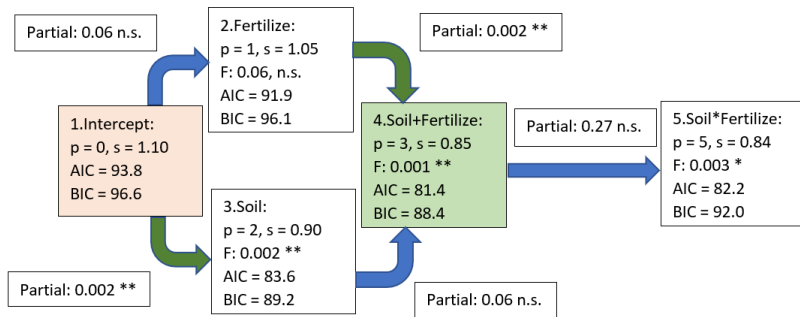 Partial: 0.06 n.s.
2.Fertilize:
p = 1, s = 1.05
F: 0.06, n.s.
AIC = 91.9
BIC = 96.1
Partial: 0.002 **
1.Intercept:
p = 0, s = 1.10
AIC = 93.8
BIC = 96.6
4.Soil+Fertilize:
p = 3, s = 0.85
F: 0.001 **
AIC = 81.4
BIC = 88.4
Partial: 0.27 n.s.
5.Soil*Fertilize:
p = 5, s = 0.84
F: 0.003 *
AIC = 82.2
BIC = 92.0
3.Soil:
p = 2, s = 0.90
F: 0.002 **
AIC = 83.6
BIC = 89.2
Partial: 0.002 **
Partial: 0.06 n.s.